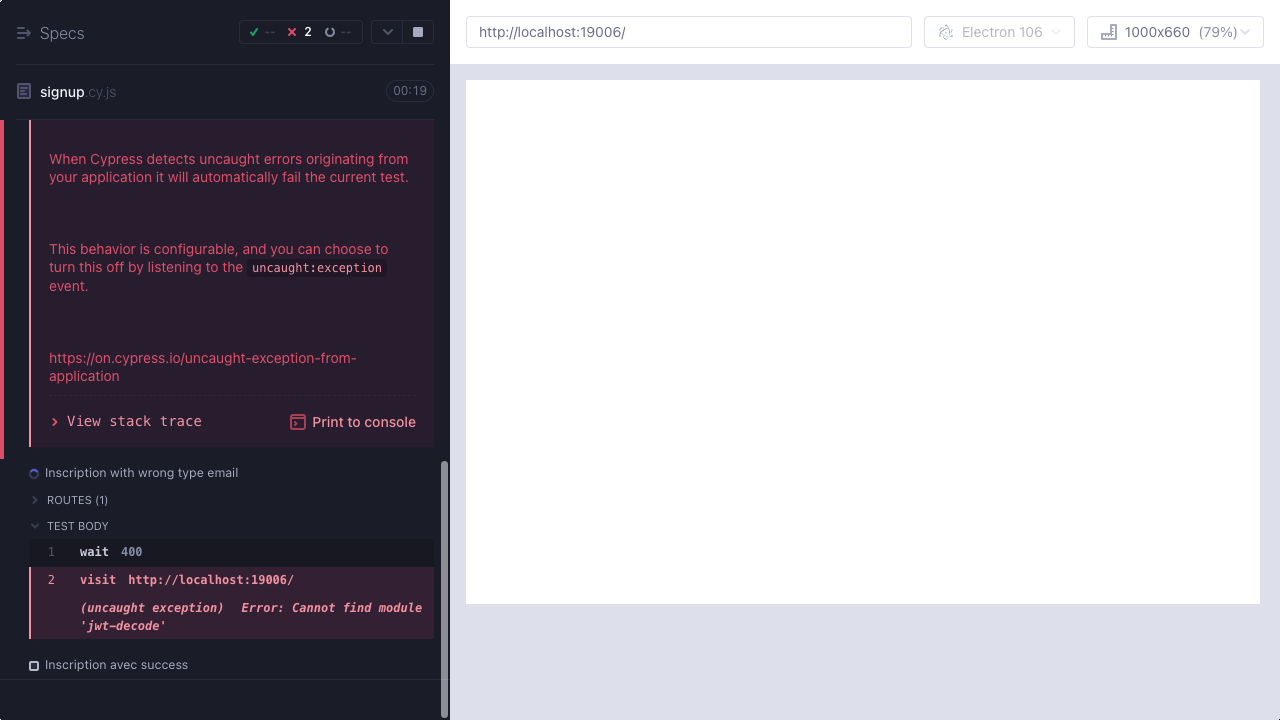 Specs
-- 2 --
signup.cy.js
00:19
When Cypress detects uncaught errors originating from
your application it will automatically fail the current test.
This behavior is configurable, and you can choose to
turn this off by listening to the uncaught:exception
event.
https://on.cypress.io/uncaught-exception-from-
application
View stack trace
Print to console
Inscription with wrong type email
ROUTES (1)
TEST BODY
1 wait 400
2 visit http://localhost:19006/
(uncaught exception) Error: Cannot find module
'jwt-decode'
Inscription avec success
http://localhost:19006/
Electron 106
1000x660 (79%)